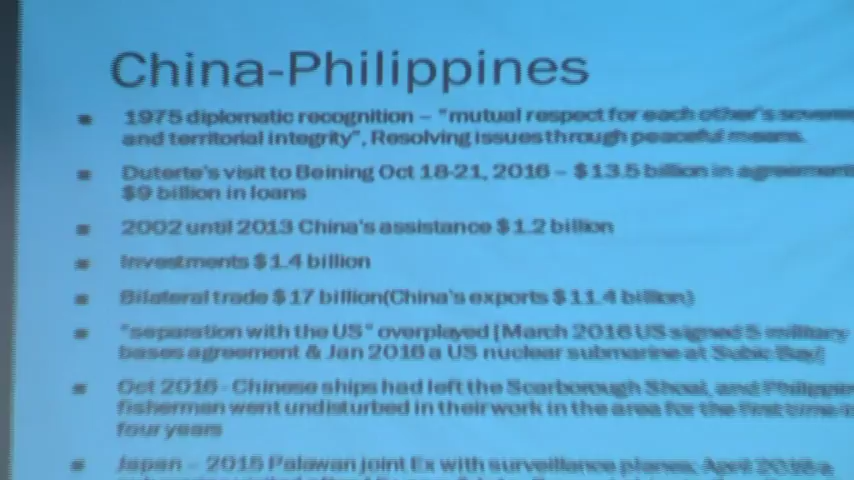 China-Philippines
1975 diplomatic recognition – "mutual respect for each other's
and territorial integrity", Resolving issues through peaceful means.
Duterte's visit to Beining Oct 18-21, 2016 – $13.5 billion in
$9 billion in loans
2002 until 2013 China's assistance $1.2 billion
Investments $1.4 billion
Bilateral trade $17 billion(China's exports $11.4 billion)
"separation with the US" overplayed [March 2016 US signed 5 military
bases agreement & Jan 2016 a US nuclear submarine at Subic Bay]
Oct 2016 - Chinese ships had left the Scarborough Shoal, and
fisherman went undisturbed in their work in the area for the first time
four years
Japan – 2015 Palawan joint Ex with surveillance planes, April 2016 a